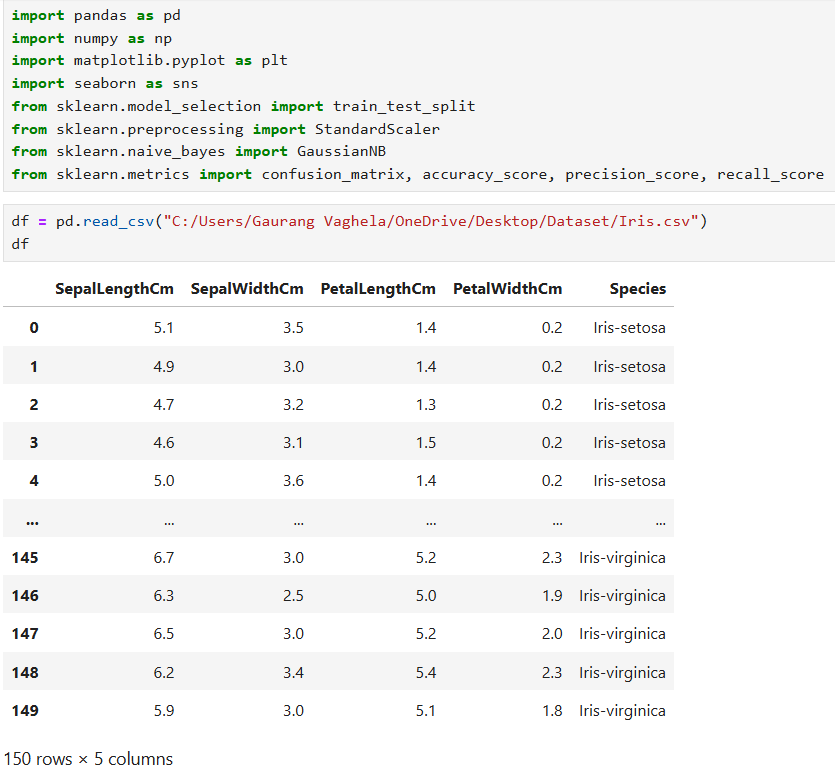 import pandas as pd
import numpy as np
import matplotlib.pyplot as plt
import seaborn as sns
from sklearn.model_selection import train_test_split
from sklearn.preprocessing import StandardScaler
from sklearn.naive_bayes import GaussianNB
from sklearn.metrics import confusion_matrix, accuracy_score, precision_score, recall_score
df = pd.read_csv("C:/Users/Gaurang Vaghela/OneDrive/Desktop/Dataset/Iris.csv")
df
SepalLengthCm SepalWidthCm PetalLengthCm PetalWidthCm Species
0 5.1 3.5 1.4 0.2 Iris-setosa
1 4.9 3.0 1.4 0.2 Iris-setosa
2 4.7 3.2 1.3 0.2 Iris-setosa
3 4.6 3.1 1.5 0.2 Iris-setosa
4 5.0 3.6 1.4 0.2 Iris-setosa
... ... ... ... ... ...
145 6.7 3.0 5.2 2.3 Iris-virginica
146 6.3 2.5 5.0 1.9 Iris-virginica
147 6.5 3.0 5.2 2.0 Iris-virginica
148 6.2 3.4 5.4 2.3 Iris-virginica
149 5.9 3.0 5.1 1.8 Iris-virginica
150 rows × 5 columns